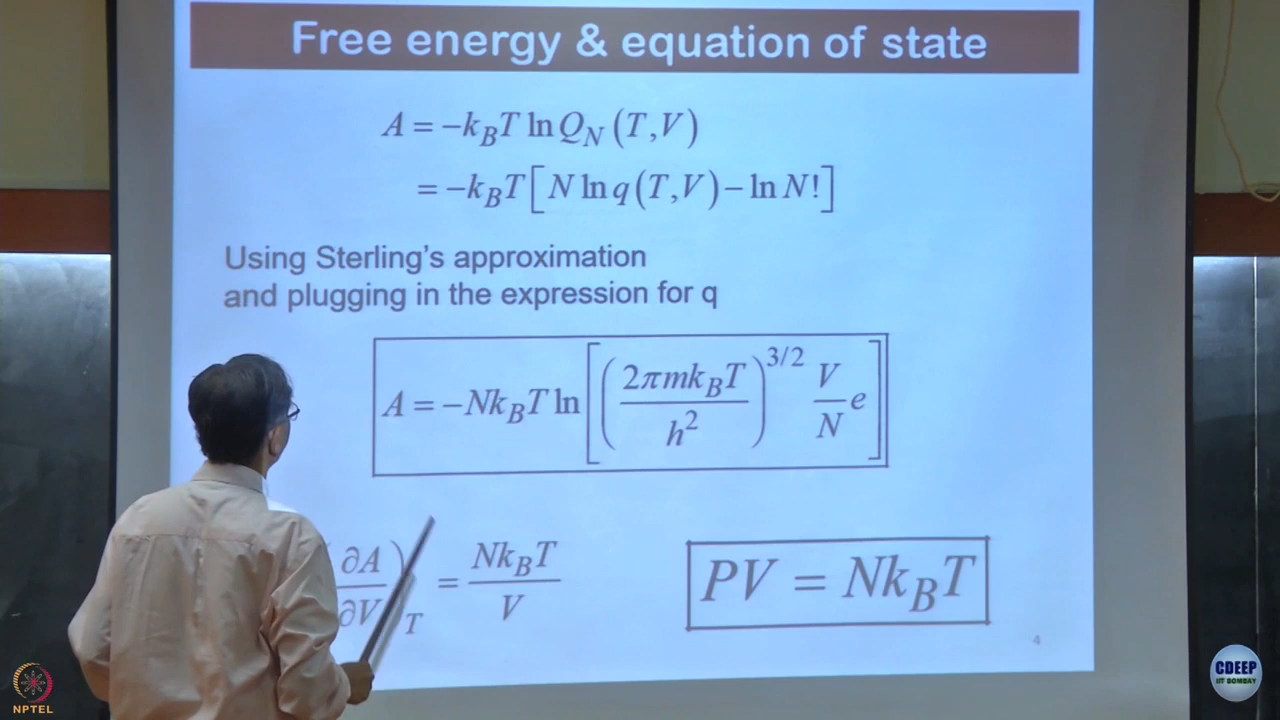 Free energy & equation of state
A = −k_BT ln Q_N (T,V)
= −k_BT[N ln q(T,V) − ln N!]
Using Sterling's approximation
and plugging in the expression for q
A = −Nk_BT ln[(2πmk_BT / h²)^{3/2} V/N e]
(∂A/∂V)_T = Nk_BT / V
PV = Nk_BT
4
NPTEL
CDEEP
IIT BOMBAY